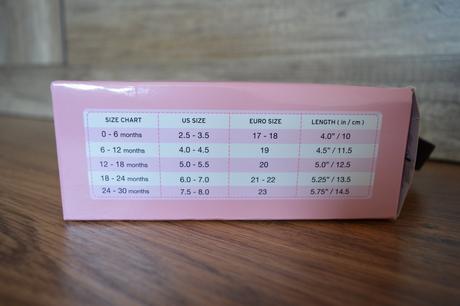 SIZE CHART US SIZE EURO SIZE LENGTH ( in / cm )
0 - 6 months 2.5 - 3.5 17 - 18 4.0" / 10
6 - 12 months 4.0 - 4.5 19 4.5" / 11.5
12 - 18 months 5.0 - 5.5 20 5.0" / 12.5
18 - 24 months 6.0 - 7.0 21 - 22 5.25" / 13.5
24 - 30 months 7.5 - 8.0 23 5.75" / 14.5